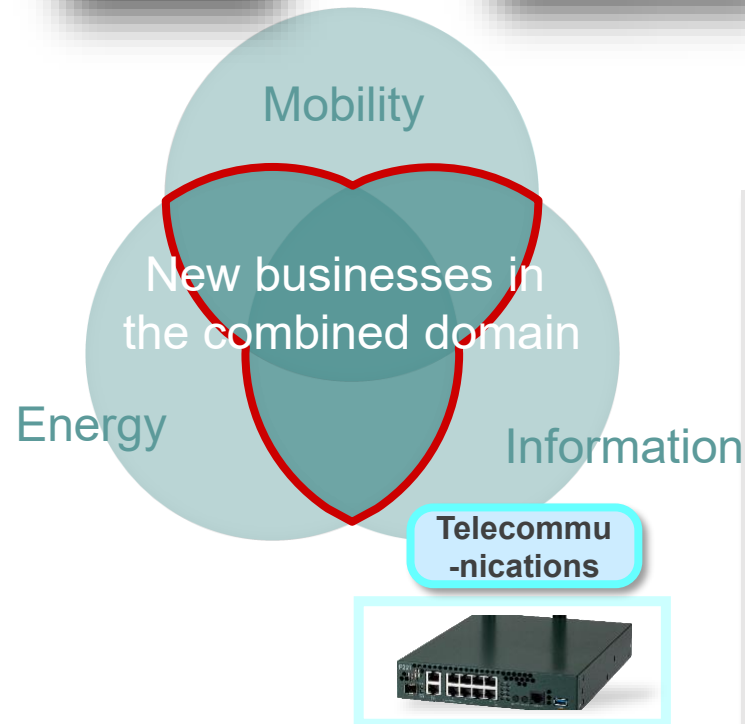 Mobility
New businesses in
the combined domain
Energy
Information
Telecommu
-nications